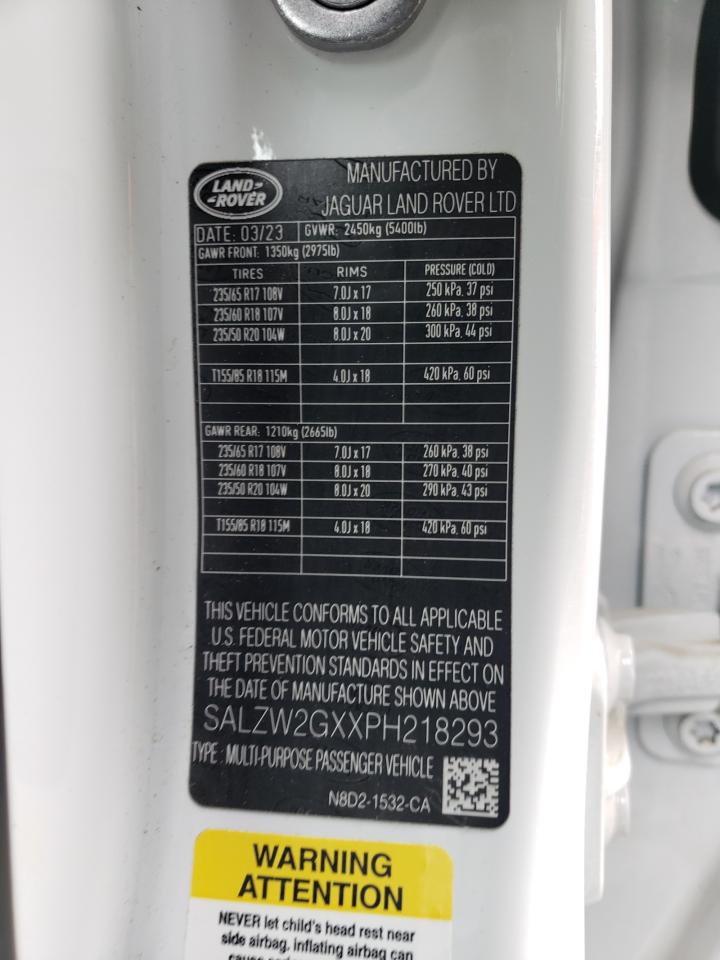 LAND-
-ROVER
MANUFACTURED BY
JAGUAR LAND ROVER LTD
DATE: 03/23 GVWR: 2450kg (5400lb)
GAWR FRONT: 1350kg (2975lb)
TIRES RIMS PRESSURE (COLD)
235/65 R17 108V 7.0J x 17 250 kPa, 37 psi
235/60 R18 107V 8.0J x 18 260 kPa, 38 psi
235/50 R20 104W 8.0J x 20 300 kPa, 44 psi
T155/85 R18 115M 4.0J x 18 420 kPa, 60 psi
GAWR REAR: 1210kg (2665lb)
235/65 R17 108V 7.0J x 17 260 kPa, 38 psi
235/60 R18 107V 8.0J x 18 270 kPa, 40 psi
235/50 R20 104W 8.0J x 20 290 kPa, 43 psi
T155/85 R18 115M 4.0J x 18 420 kPa, 60 psi
THIS VEHICLE CONFORMS TO ALL APPLICABLE
U.S. FEDERAL MOTOR VEHICLE SAFETY AND
THEFT PREVENTION STANDARDS IN EFFECT ON
THE DATE OF MANUFACTURE SHOWN ABOVE
SALZW2GXXPH218293
TYPE: MULTI-PURPOSE PASSENGER VEHICLE
N8D2-1532-CA
WARNING
ATTENTION
NEVER let child's head rest near
side airbag, inflating airbag can